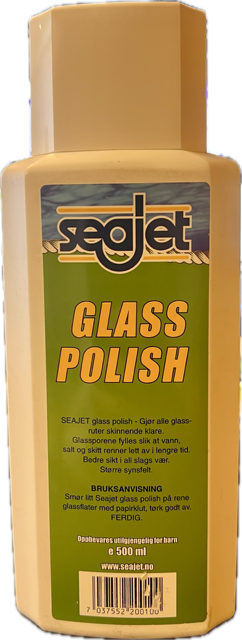 seajet
GLASS
POLISH
SEAJET glass polish - Gjør alle glass-
ruter skinnende klare.
Glassporene fylles slik at vann,
salt og skitt renner lett av i lengre tid.
Bedre sikt i all slags vær.
Større synsfelt.
BRUKSANVISNING
Smør litt Seajet glass polish på rene
glassflater med papirklut, tørk godt av.
FERDIG.
Oppbevares utilgjengelig for barn
e 500 ml
www.seajet.no
7 037552 200100